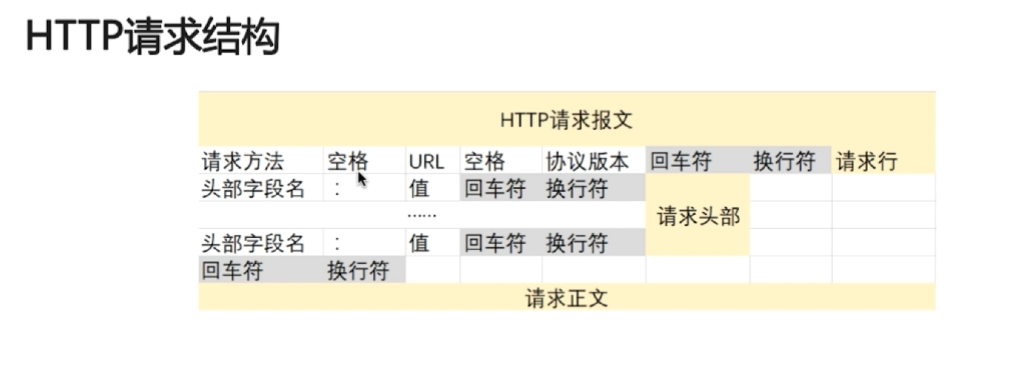 HTTP请求结构
HTTP请求报文
请求方法 空格 URL 空格 协议版本 回车符 换行符 请求行
头部字段名 : 值 回车符 换行符
...... 请求头部
头部字段名 : 值 回车符 换行符
回车符 换行符
请求正文